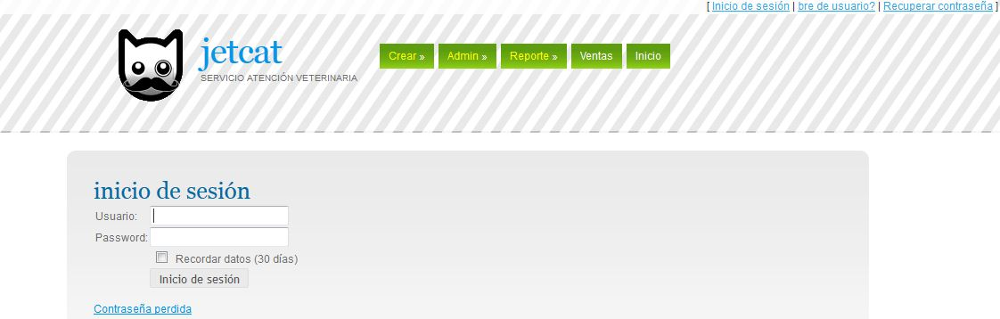 [ Inicio de sesión | bre de usuario? | Recuperar contraseña ]
jetcat
SERVICIO ATENCIÓN VETERINARIA
Crear » Admin » Reporte » Ventas Inicio
inicio de sesión
Usuario:
Password:
Recordar datos (30 días)
Inicio de sesión
Contraseña perdida